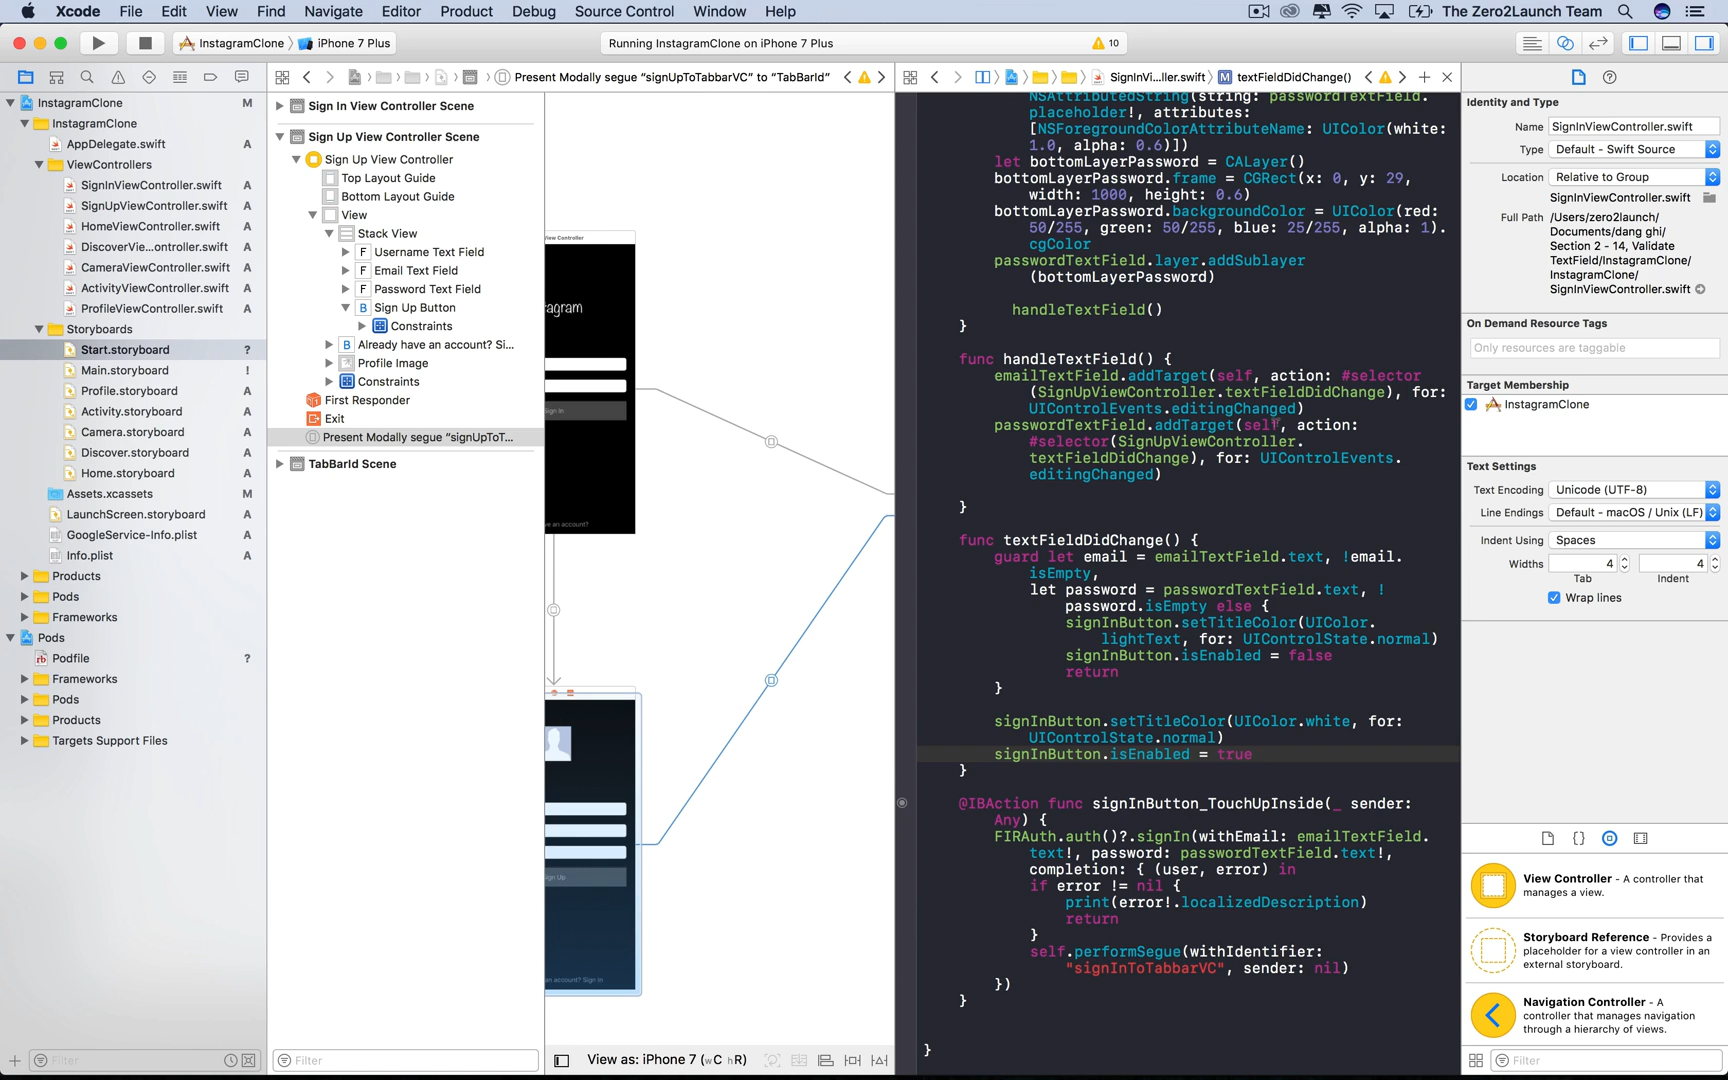 Xcode File Edit View Find Navigate Editor Product Debug Source Control Window Help The Zero2Launch Team
InstagramClone iPhone 7 Plus Running InstagramClone on iPhone 7 Plus 10
Present Modally segue “signUpToTabbarVC” to “TabBarId”
SignInVi...ller.swift M textFieldDidChange()
InstagramClone M
InstagramClone
AppDelegate.swift A
ViewControllers
SignInViewController.swift A
SignUpViewController.swift A
HomeViewController.swift A
DiscoverVie...ontroller.swift A
CameraViewController.swift A
ActivityViewController.swift A
ProfileViewController.swift A
Storyboards
Start.storyboard ?
Main.storyboard !
Profile.storyboard A
Activity.storyboard A
Camera.storyboard A
Discover.storyboard A
Home.storyboard A
Assets.xcassets M
LaunchScreen.storyboard A
GoogleService-Info.plist A
Info.plist A
Products
Pods
Frameworks
Pods
Podfile ?
Frameworks
Pods
Products
Targets Support Files
Filter
Sign In View Controller Scene
Sign Up View Controller Scene
Sign Up View Controller
Top Layout Guide
Bottom Layout Guide
View
Stack View
F Username Text Field
F Email Text Field
F Password Text Field
B Sign Up Button
Constraints
B Already have an account? Si...
Profile Image
Constraints
First Responder
Exit
Present Modally segue “signUpToT...
TabBarId Scene
Filter
View Controller
agram
Sign In
ve an account?
ign Up
an account? Sign In
View as: iPhone 7 (wC hR)
NSAttributedString(string: passwordTextField.
placeholder!, attributes:
[NSForegroundColorAttributeName: UIColor(white:
1.0, alpha: 0.6)])
let bottomLayerPassword = CALayer()
bottomLayerPassword.frame = CGRect(x: 0, y: 29,
width: 1000, height: 0.6)
bottomLayerPassword.backgroundColor = UIColor(red:
50/255, green: 50/255, blue: 25/255, alpha: 1).
cgColor
passwordTextField.layer.addSublayer
(bottomLayerPassword)
handleTextField()
}
func handleTextField() {
emailTextField.addTarget(self, action: #selector
(SignUpViewController.textFieldDidChange), for:
UIControlEvents.editingChanged)
passwordTextField.addTarget(self, action:
#selector(SignUpViewController.
textFieldDidChange), for: UIControlEvents.
editingChanged)
}
func textFieldDidChange() {
guard let email = emailTextField.text, !email.
isEmpty,
let password = passwordTextField.text, !
password.isEmpty else {
signInButton.setTitleColor(UIColor.
lightText, for: UIControlState.normal)
signInButton.isEnabled = false
return
}
signInButton.setTitleColor(UIColor.white, for:
UIControlState.normal)
signInButton.isEnabled = true
}
@IBAction func signInButton_TouchUpInside(_ sender:
Any) {
FIRAuth.auth()?.signIn(withEmail: emailTextField.
text!, password: passwordTextField.text!,
completion: { (user, error) in
if error != nil {
print(error!.localizedDescription)
return
}
self.performSegue(withIdentifier:
"signInToTabbarVC", sender: nil)
})
}
}
Identity and Type
Name SignInViewController.swift
Type Default - Swift Source
Location Relative to Group
SignInViewController.swift
Full Path /Users/zero2launch/
Documents/dang ghi/
Section 2 - 14, Validate
TextField/InstagramClone/
InstagramClone/
SignInViewController.swift
On Demand Resource Tags
Only resources are taggable
Target Membership
InstagramClone
Text Settings
Text Encoding Unicode (UTF-8)
Line Endings Default - macOS / Unix (LF)
Indent Using Spaces
Widths 4 4
Tab Indent
Wrap lines
{}
View Controller - A controller that
manages a view.
Storyboard Reference - Provides a
placeholder for a view controller in an
external storyboard.
Navigation Controller - A
controller that manages navigation
through a hierarchy of views.
Filter